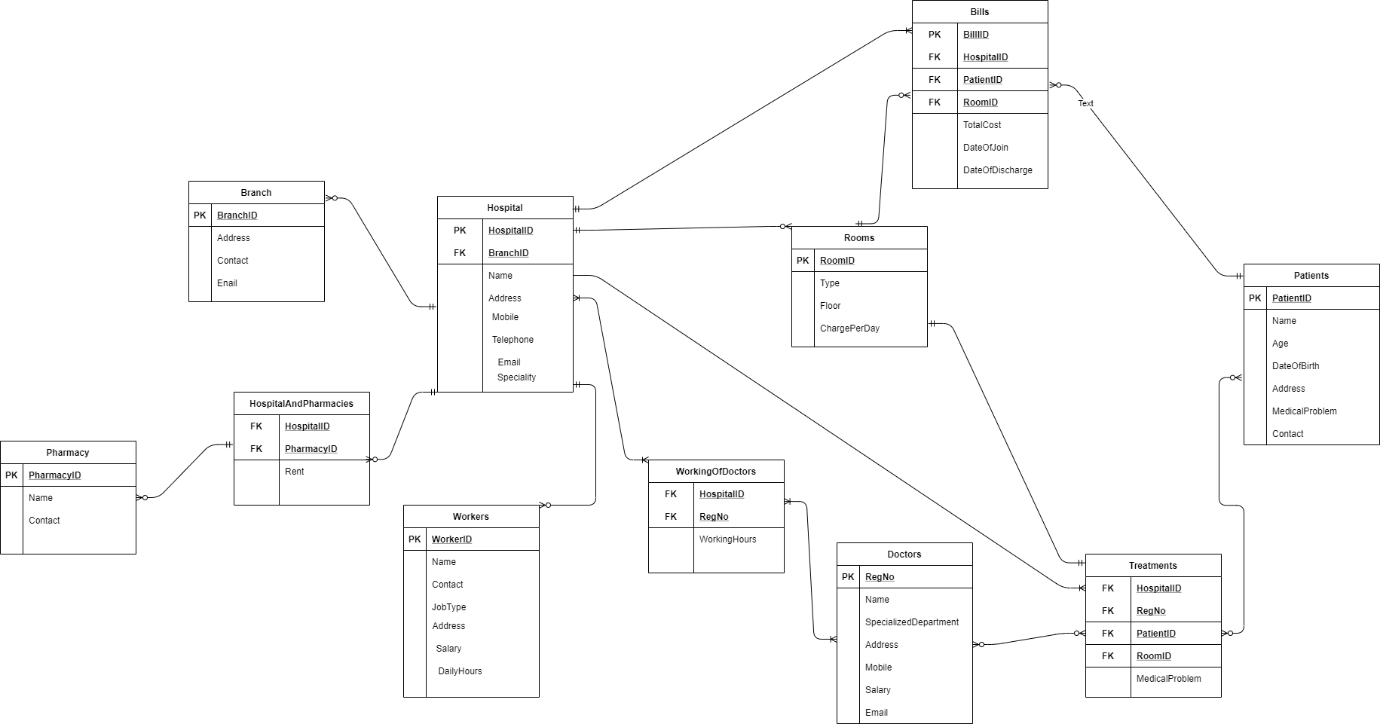 Bills
PK BillIID
FK HospitalID
FK PatientID
FK RoomID
TotalCost
DateOfJoin
DateOfDischarge
Text
Branch
PK BranchID
Address
Contact
Enail
Hospital
PK HospitalID
FK BranchID
Name
Address
Mobile
Telephone
Email
Speciality
Rooms
PK RoomID
Type
Floor
ChargePerDay
Patients
PK PatientID
Name
Age
DateOfBirth
Address
MedicalProblem
Contact
HospitalAndPharmacies
FK HospitalID
FK PharmacyID
Rent
Pharmacy
PK PharmacyID
Name
Contact
Workers
PK WorkerID
Name
Contact
JobType
Address
Salary
DailyHours
WorkingOfDoctors
FK HospitalID
FK RegNo
WorkingHours
Doctors
PK RegNo
Name
SpecializedDepartment
Address
Mobile
Salary
Email
Treatments
FK HospitalID
FK RegNo
FK PatientID
FK RoomID
MedicalProblem